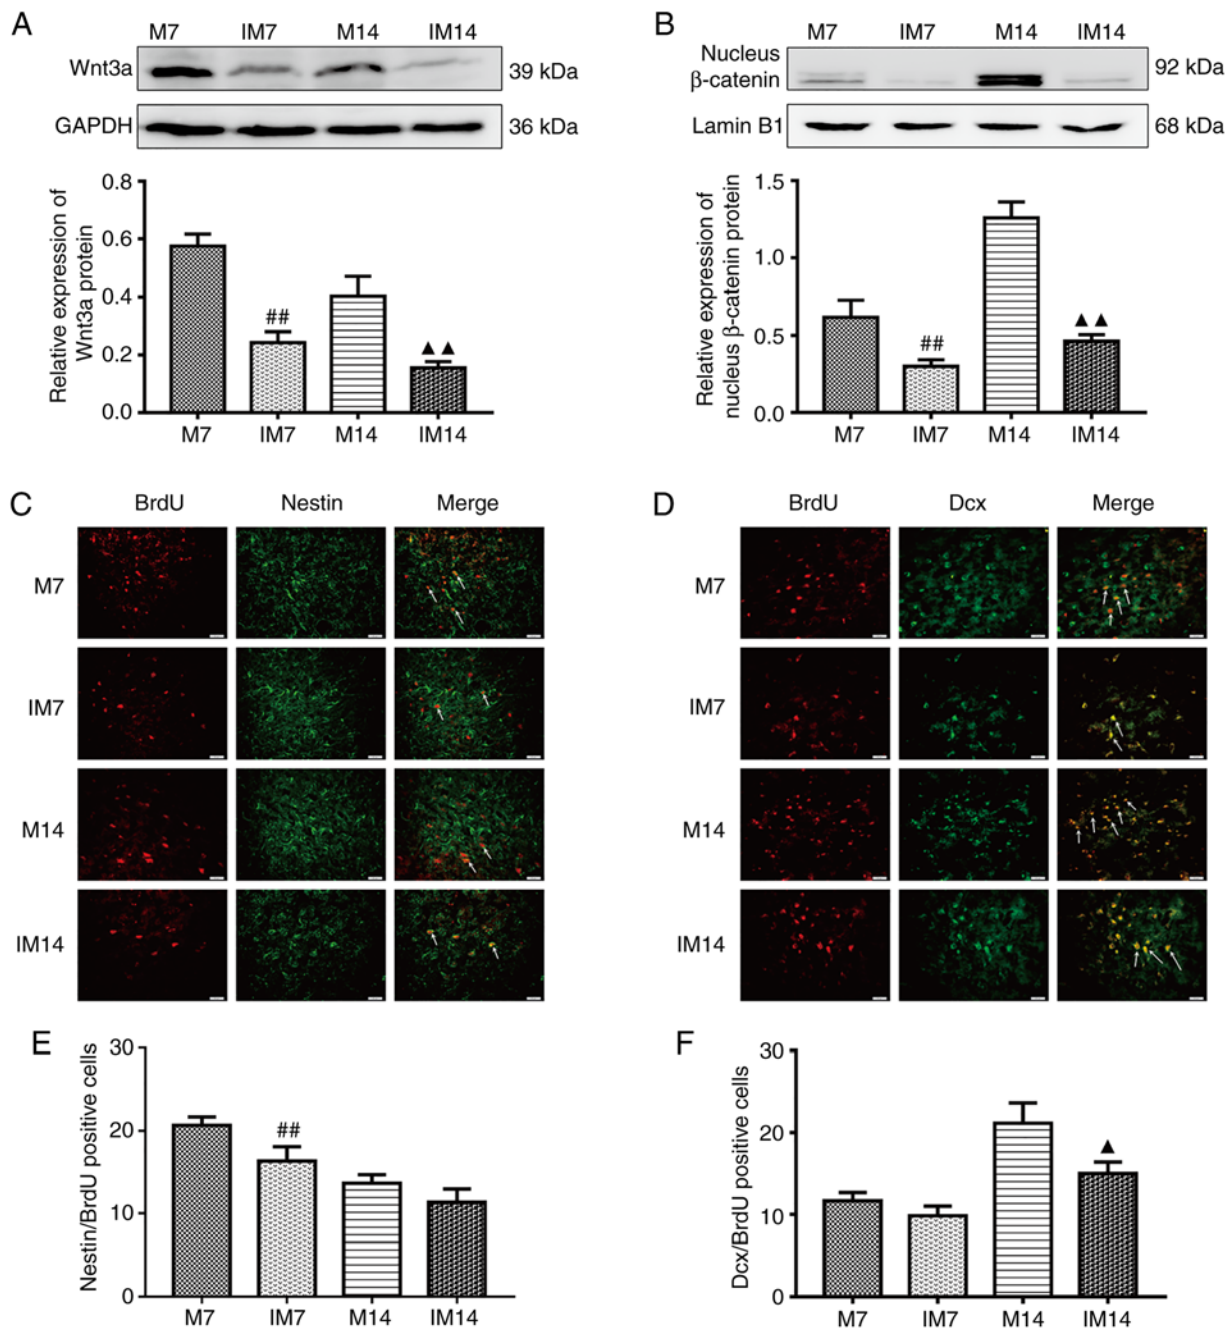 A
M7 IM7 M14 IM14
Wnt3a
39 kDa
GAPDH
36 kDa
Relative expression of
Wnt3a protein
0.8
0.6
0.4
0.2
0.0
##
▲▲
M7 IM7 M14 IM14
B
M7 IM7 M14 IM14
Nucleus
β-catenin
92 kDa
Lamin B1
68 kDa
Relative expression of
nucleus β-catenin protein
1.5
1.0
0.5
0.0
##
▲▲
M7 IM7 M14 IM14
C
BrdU Nestin Merge
M7
IM7
M14
IM14
D
BrdU Dcx Merge
M7
IM7
M14
IM14
E
Nestin/BrdU positive cells
30
20
10
0
##
M7 IM7 M14 IM14
F
Dcx/BrdU positive cells
30
20
10
0
▲
M7 IM7 M14 IM14